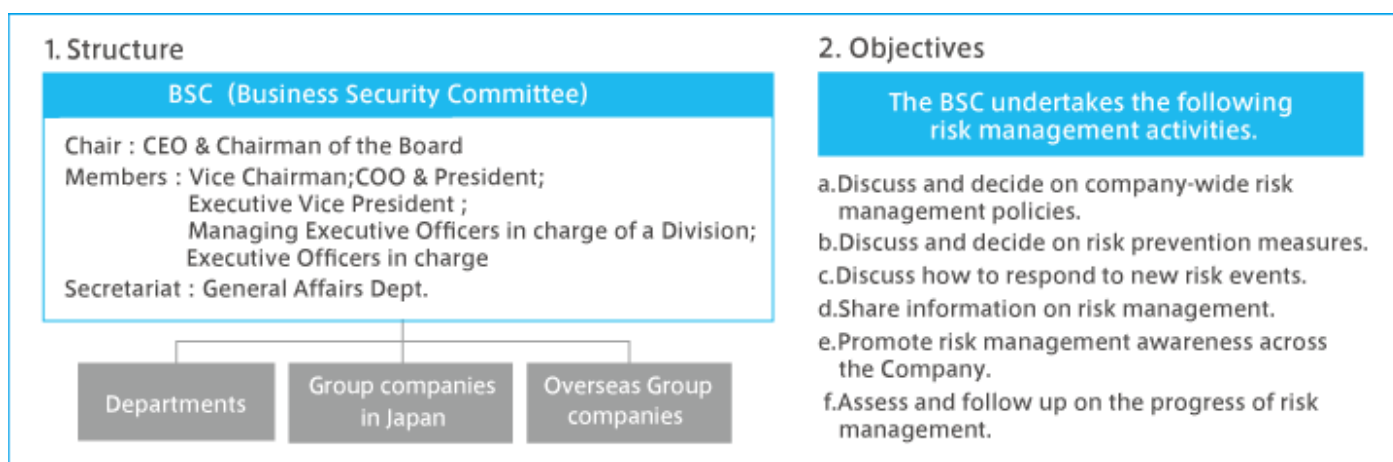 1. Structure
BSC (Business Security Committee)
Chair : CEO & Chairman of the Board
Members : Vice Chairman;COO & President;
Executive Vice President ;
Managing Executive Officers in charge of a Division;
Executive Officers in charge
Secretariat : General Affairs Dept.
Departments
Group companies
in Japan
Overseas Group
companies
2. Objectives
The BSC undertakes the following
risk management activities.
a.Discuss and decide on company-wide risk
management policies.
b.Discuss and decide on risk prevention measures.
c.Discuss how to respond to new risk events.
d.Share information on risk management.
e.Promote risk management awareness across
the Company.
f.Assess and follow up on the progress of risk
management.